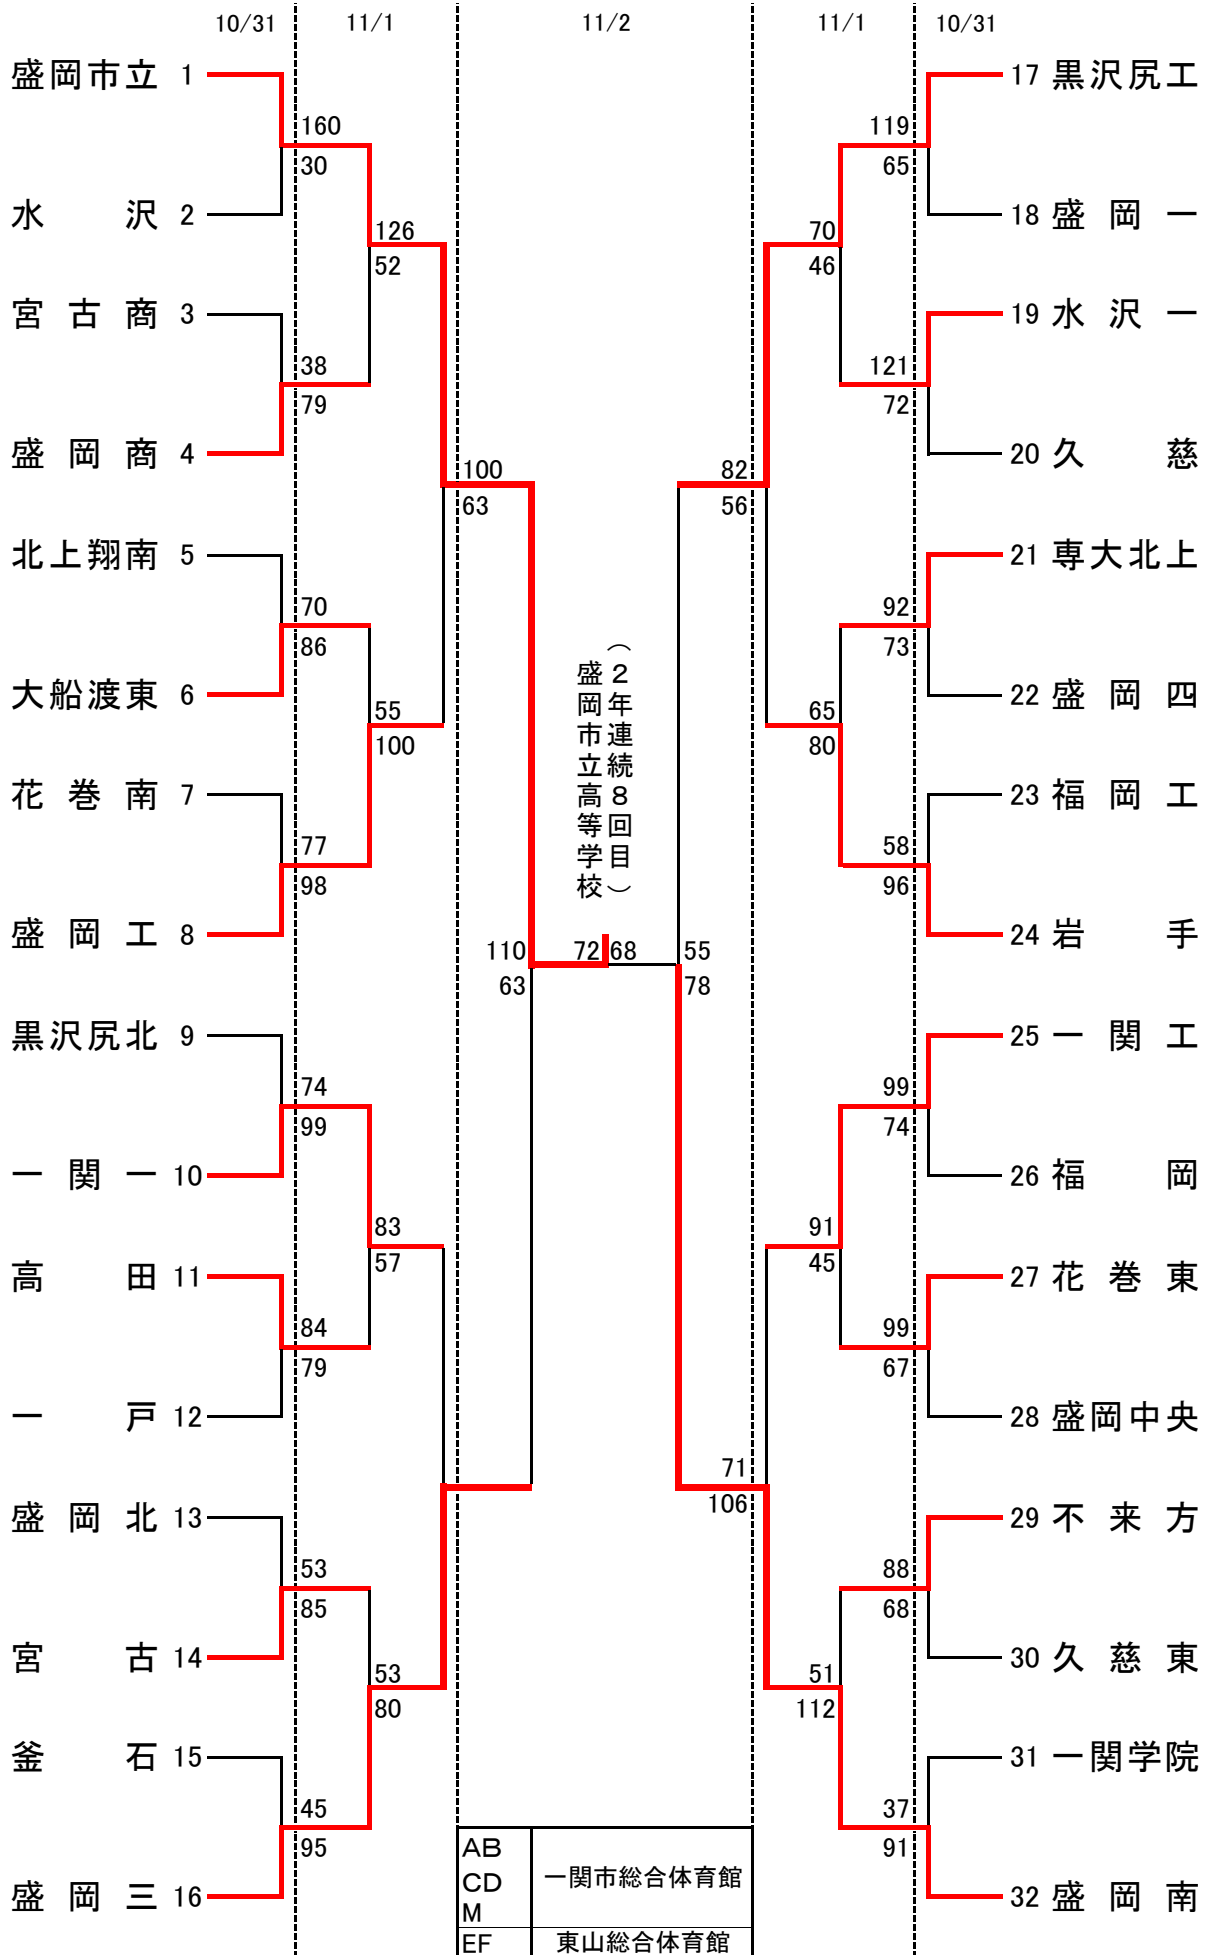 10/31 11/1 11/2 11/1 10/31
盛岡市立 1
160
30
水沢 2
126
52
宮古商 3
38
79
盛岡商 4
100
63
北上翔南 5
70
86
大船渡東 6
55
100
花巻南 7
77
98
盛岡工 8
110
63
黒沢尻北 9
74
99
一関一 10
83
57
高田 11
84
79
一戸 12
盛岡北 13
53
85
宮古 14
53
80
釜石 15
45
95
盛岡三 16
（２年連続８回目）
盛岡市立高等学校
72 68
17 黒沢尻工
119
65
18 盛岡一
70
46
19 水沢一
121
72
20 久慈
82
56
21 専大北上
92
73
22 盛岡四
65
80
23 福岡工
58
96
24 岩手
55
78
25 一関工
99
74
26 福岡
91
45
27 花巻東
99
67
28 盛岡中央
71
106
29 不来方
88
68
30 久慈東
51
112
31 一関学院
37
91
32 盛岡南
AB
CD
M
一関市総合体育館
EF 東山総合体育館